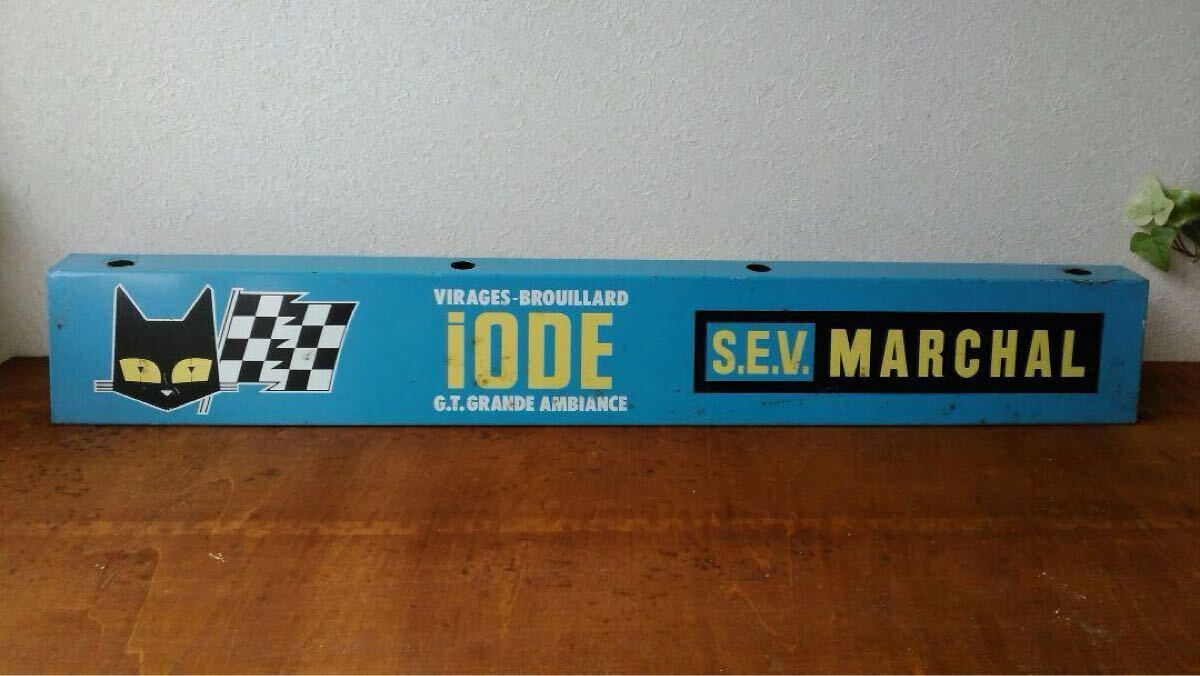 VIRAGES-BROUILLARD
iODE
G.T. GRANDE AMBIANCE
S.E.V. MARCHAL